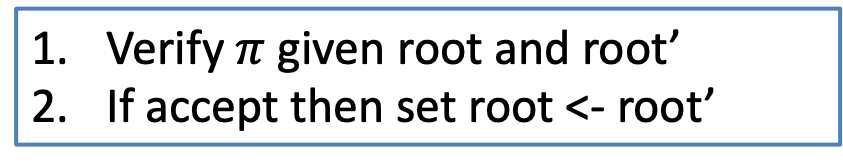 1. Verify 𝜋 given root and root’
2. If accept then set root <- root’